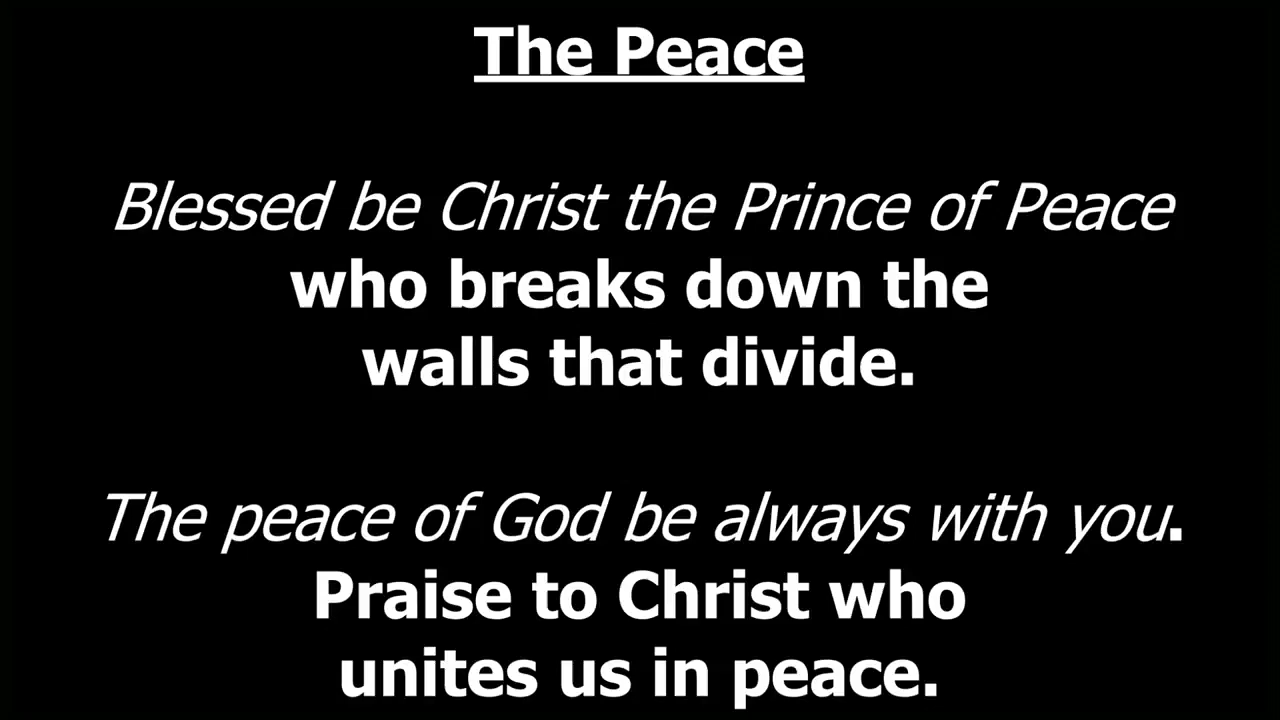 The Peace
Blessed be Christ the Prince of Peace
who breaks down the
walls that divide.
The peace of God be always with you.
Praise to Christ who
unites us in peace.